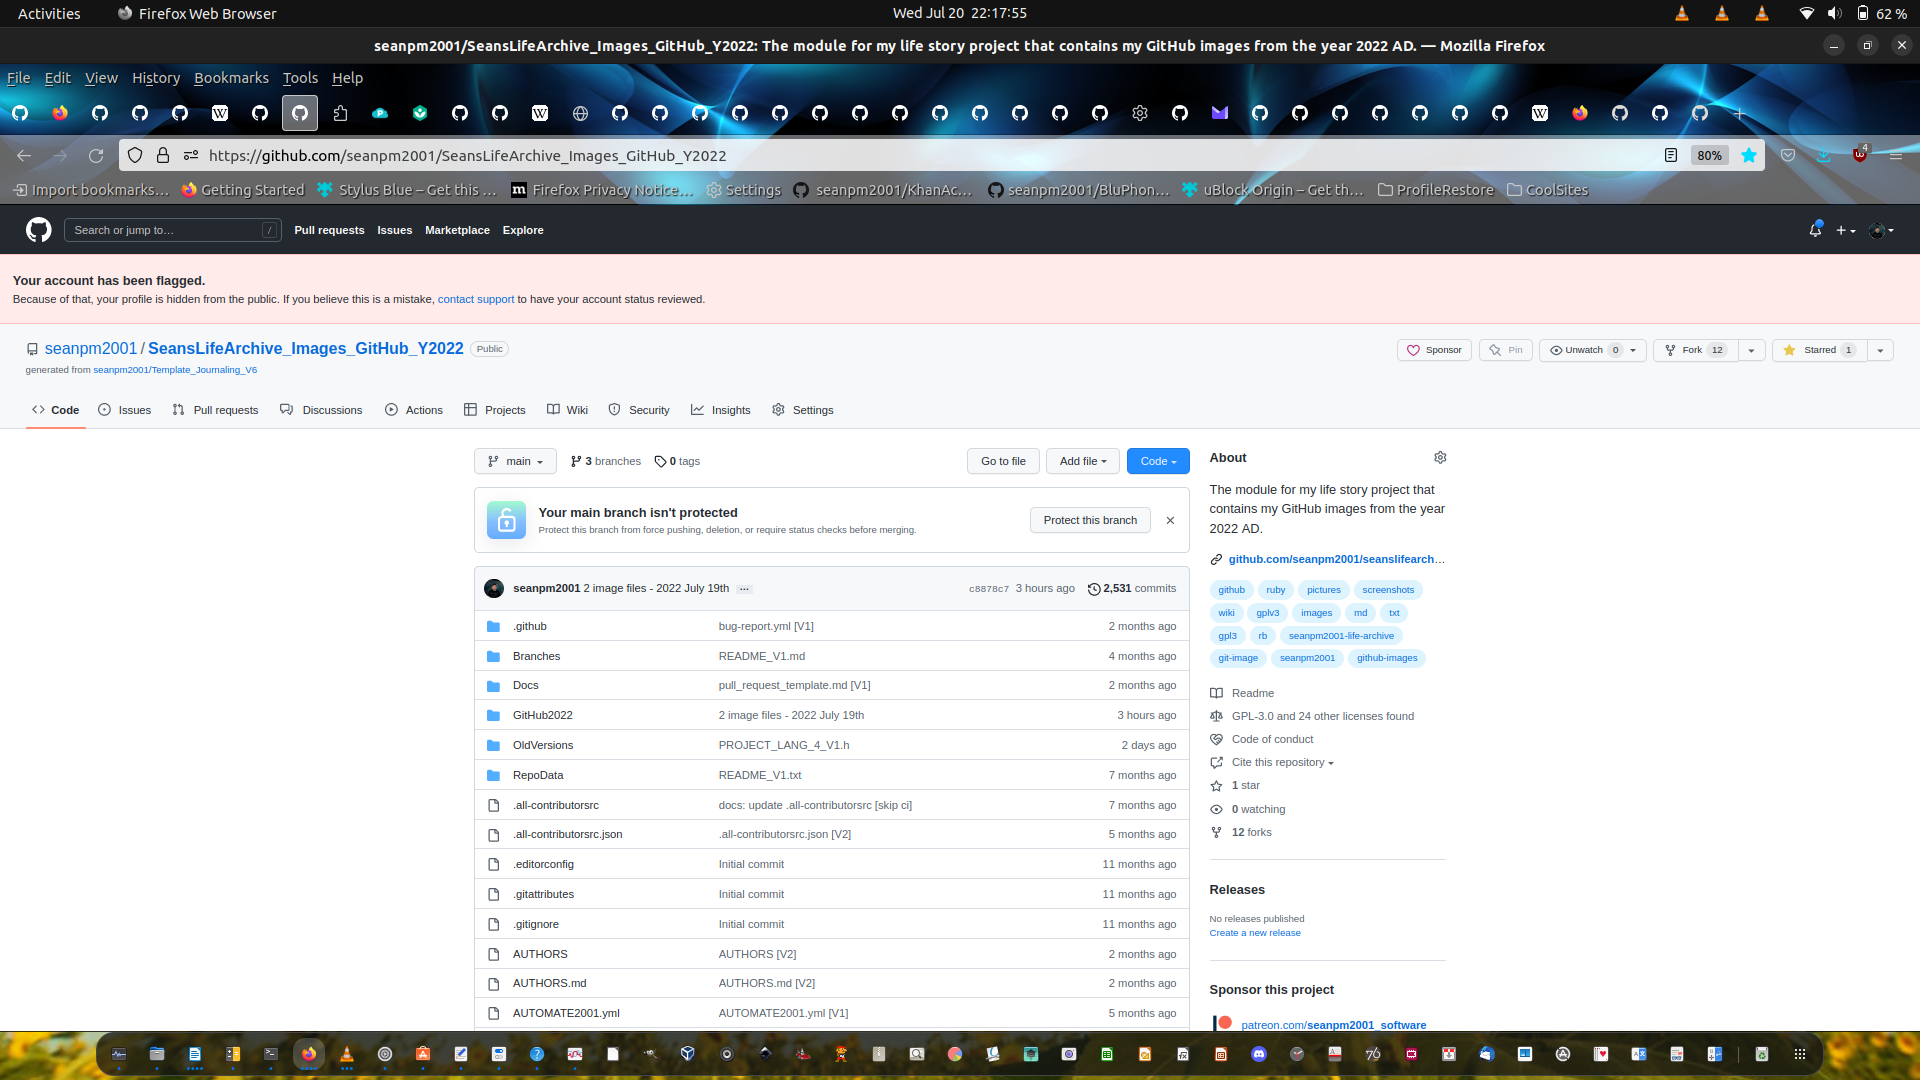 Activities
Firefox Web Browser
Wed Jul 20 22:17:55
62 %
seanpm2001/SeansLifeArchive_Images_GitHub_Y2022: The module for my life story project that contains my GitHub images from the year 2022 AD. — Mozilla Firefox
File Edit View History Bookmarks Tools Help
https://github.com/seanpm2001/SeansLifeArchive_Images_GitHub_Y2022
80%
4
Import bookmarks… Getting Started Stylus Blue – Get this … Firefox Privacy Notice… Settings seanpm2001/KhanAc… seanpm2001/BluPhon… uBlock Origin – Get th… ProfileRestore CoolSites
Search or jump to… /
Pull requests Issues Marketplace Explore
Your account has been flagged.
Because of that, your profile is hidden from the public. If you believe this is a mistake, contact support to have your account status reviewed.
seanpm2001 / SeansLifeArchive_Images_GitHub_Y2022 Public
generated from seanpm2001/Template_Journaling_V6
Sponsor Pin Unwatch 0 Fork 12 Starred 1
Code Issues Pull requests Discussions Actions Projects Wiki Security Insights Settings
main 3 branches 0 tags
Go to file Add file Code
Your main branch isn't protected
Protect this branch from force pushing, deletion, or require status checks before merging.
Protect this branch
seanpm2001 2 image files - 2022 July 19th … c8878c7 3 hours ago 2,531 commits
.github bug-report.yml [V1] 2 months ago
Branches README_V1.md 4 months ago
Docs pull_request_template.md [V1] 2 months ago
GitHub2022 2 image files - 2022 July 19th 3 hours ago
OldVersions PROJECT_LANG_4_V1.h 2 days ago
RepoData README_V1.txt 7 months ago
.all-contributorsrc docs: update .all-contributorsrc [skip ci] 7 months ago
.all-contributorsrc.json .all-contributorsrc.json [V2] 5 months ago
.editorconfig Initial commit 11 months ago
.gitattributes Initial commit 11 months ago
.gitignore Initial commit 11 months ago
AUTHORS AUTHORS [V2] 2 months ago
AUTHORS.md AUTHORS.md [V2] 2 months ago
AUTOMATE2001.yml AUTOMATE2001.yml [V1] 5 months ago
About
The module for my life story project that
contains my GitHub images from the year
2022 AD.
github.com/seanpm2001/seanslifearch…
github ruby pictures screenshots
wiki gplv3 images md txt
gpl3 rb seanpm2001-life-archive
git-image seanpm2001 github-images
Readme
GPL-3.0 and 24 other licenses found
Code of conduct
Cite this repository
1 star
0 watching
12 forks
Releases
No releases published
Create a new release
Sponsor this project
patreon.com/seanpm2001_software